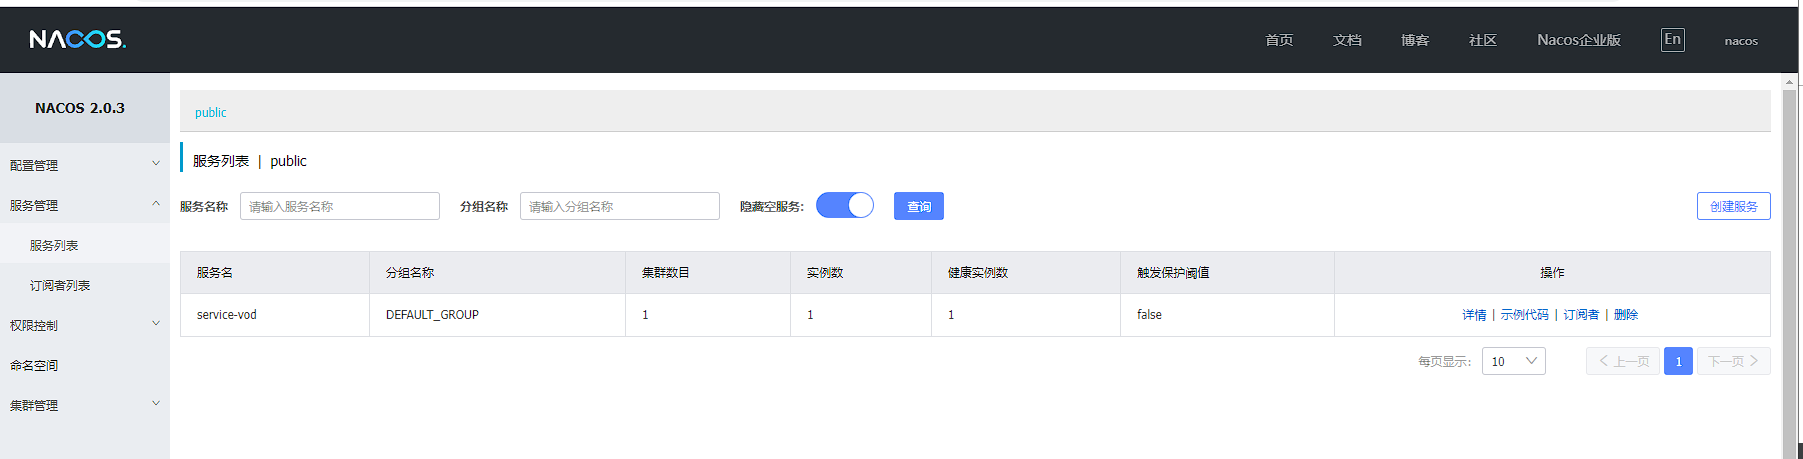 NACOS. 首页 文档 博客 社区 Nacos企业版 En nacos
NACOS 2.0.3
配置管理
服务管理
服务列表
订阅者列表
权限控制
命名空间
集群管理
public
服务列表 | public
服务名称 请输入服务名称 分组名称 请输入分组名称 隐藏空服务: 查询 创建服务
服务名 分组名称 集群数目 实例数 健康实例数 触发保护阈值 操作
service-vod DEFAULT_GROUP 1 1 1 false 详情 | 示例代码 | 订阅者 | 删除
每页显示: 10 上一页 1 下一页